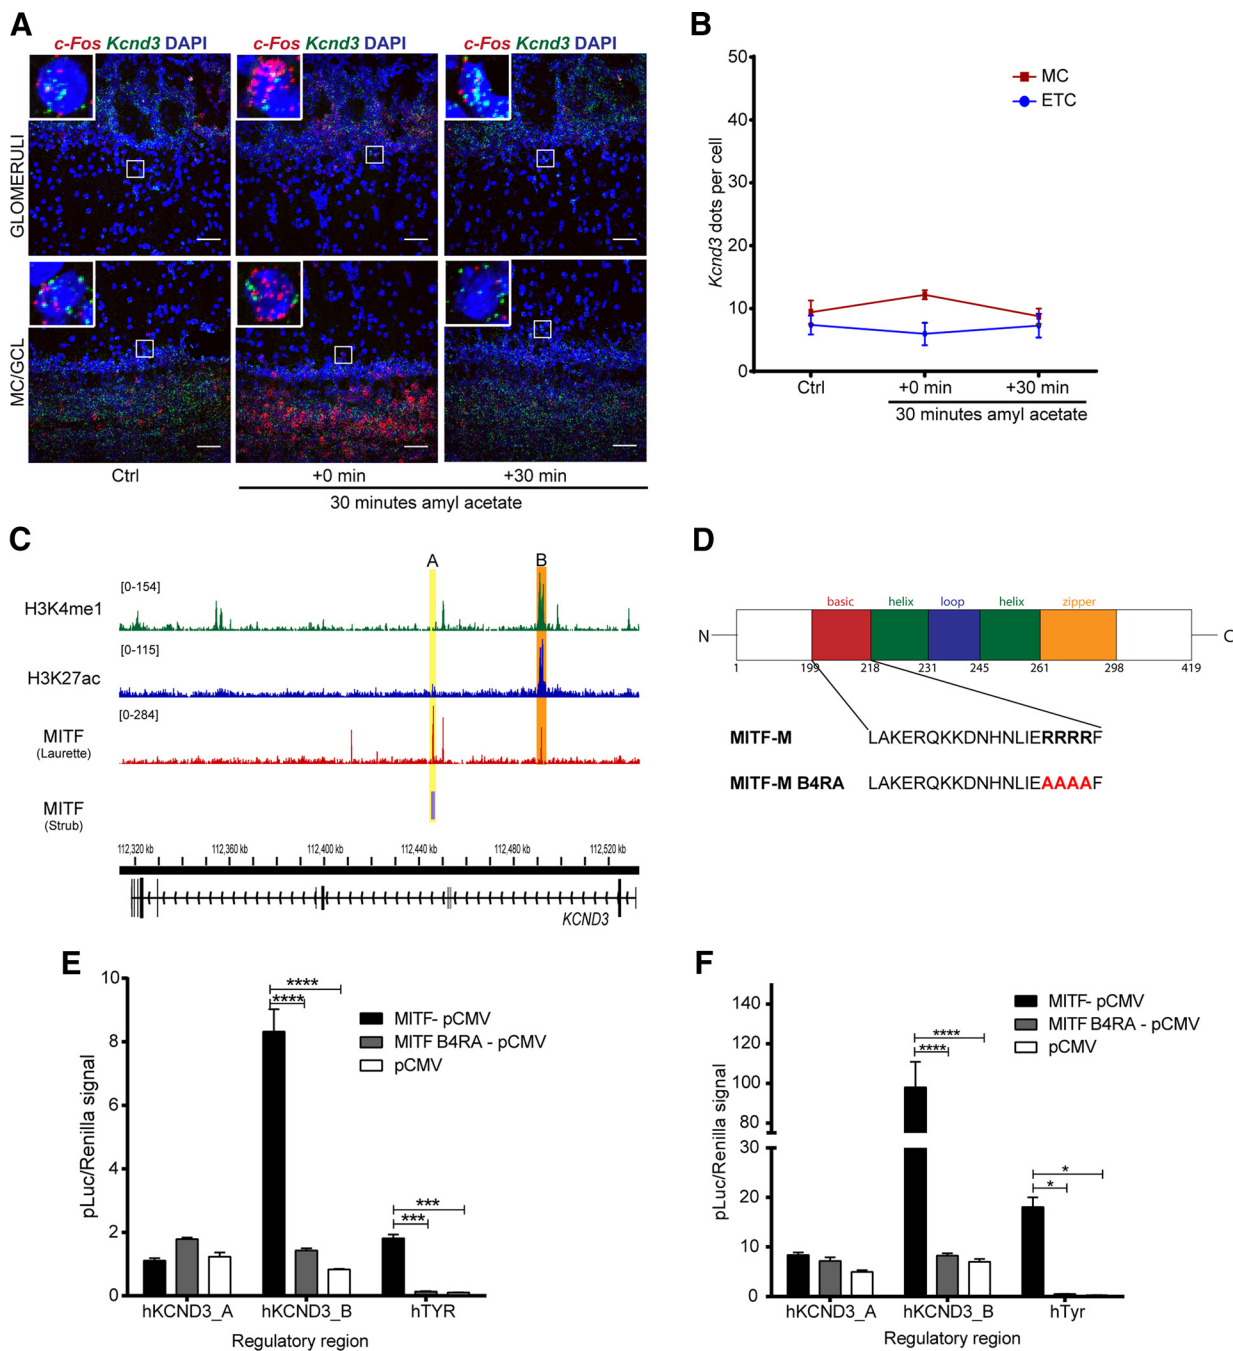 A
c-Fos Kcnd3 DAPI
c-Fos Kcnd3 DAPI
c-Fos Kcnd3 DAPI
GLOMERULI
MC/GCL
Ctrl
+0 min
+30 min
30 minutes amyl acetate
B
Kcnd3 dots per cell
50
40
30
20
10
0
MC
ETC
Ctrl
+0 min
+30 min
30 minutes amyl acetate
C
A
B
H3K4me1
[0-154]
H3K27ac
[0-115]
MITF
(Laurette)
[0-284]
MITF
(Strub)
112,320 kb 112,360 kb 112,400 kb 112,440 kb 112,480 kb 112,520 kb
KCND3
D
basic helix loop helix zipper
N
C
1 199 218 231 245 261 298 419
MITF-M LAKERQKKDNHNLIERRRRF
MITF-M B4RA LAKERQKKDNHNLIEAAAAF
E
pLuc/Renilla signal
10
8
6
4
2
0
****
****
***
***
MITF- pCMV
MITF B4RA - pCMV
pCMV
hKCND3_A hKCND3_B hTYR
Regulatory region
F
pLuc/Renilla signal
140
120
100
80
30
20
10
0
****
****
*
*
MITF- pCMV
MITF B4RA - pCMV
pCMV
hKCND3_A hKCND3_B hTyr
Regulatory region